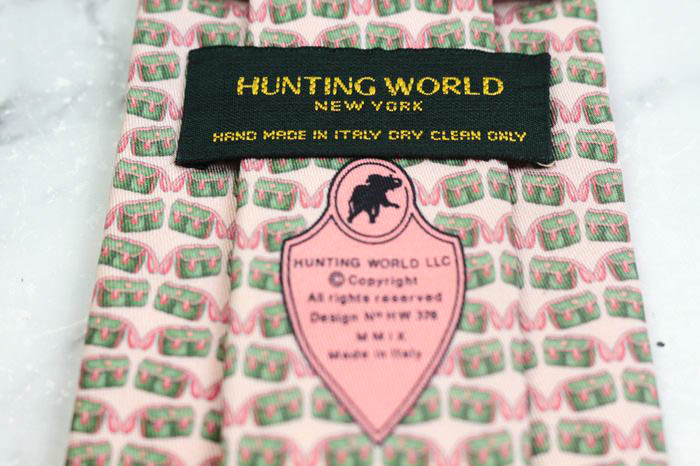 HUNTING WORLD
NEW YORK
HAND MADE IN ITALY DRY CLEAN ONLY
HUNTING WORLD LLC
© Copyright
All rights reserved
Design Nº HW 376
MMIX
Made in Italy